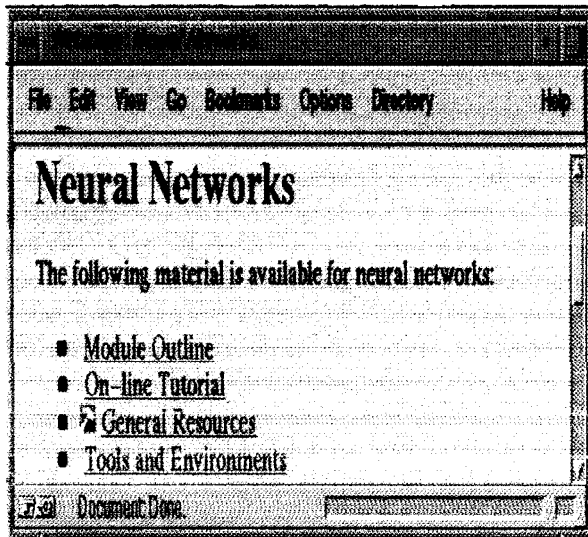 File Edit View Go Bookmarks Options Directory Help
Neural Networks
The following material is available for neural networks:
Module Outline
On-line Tutorial
General Resources
Tools and Environments
Document: Done.